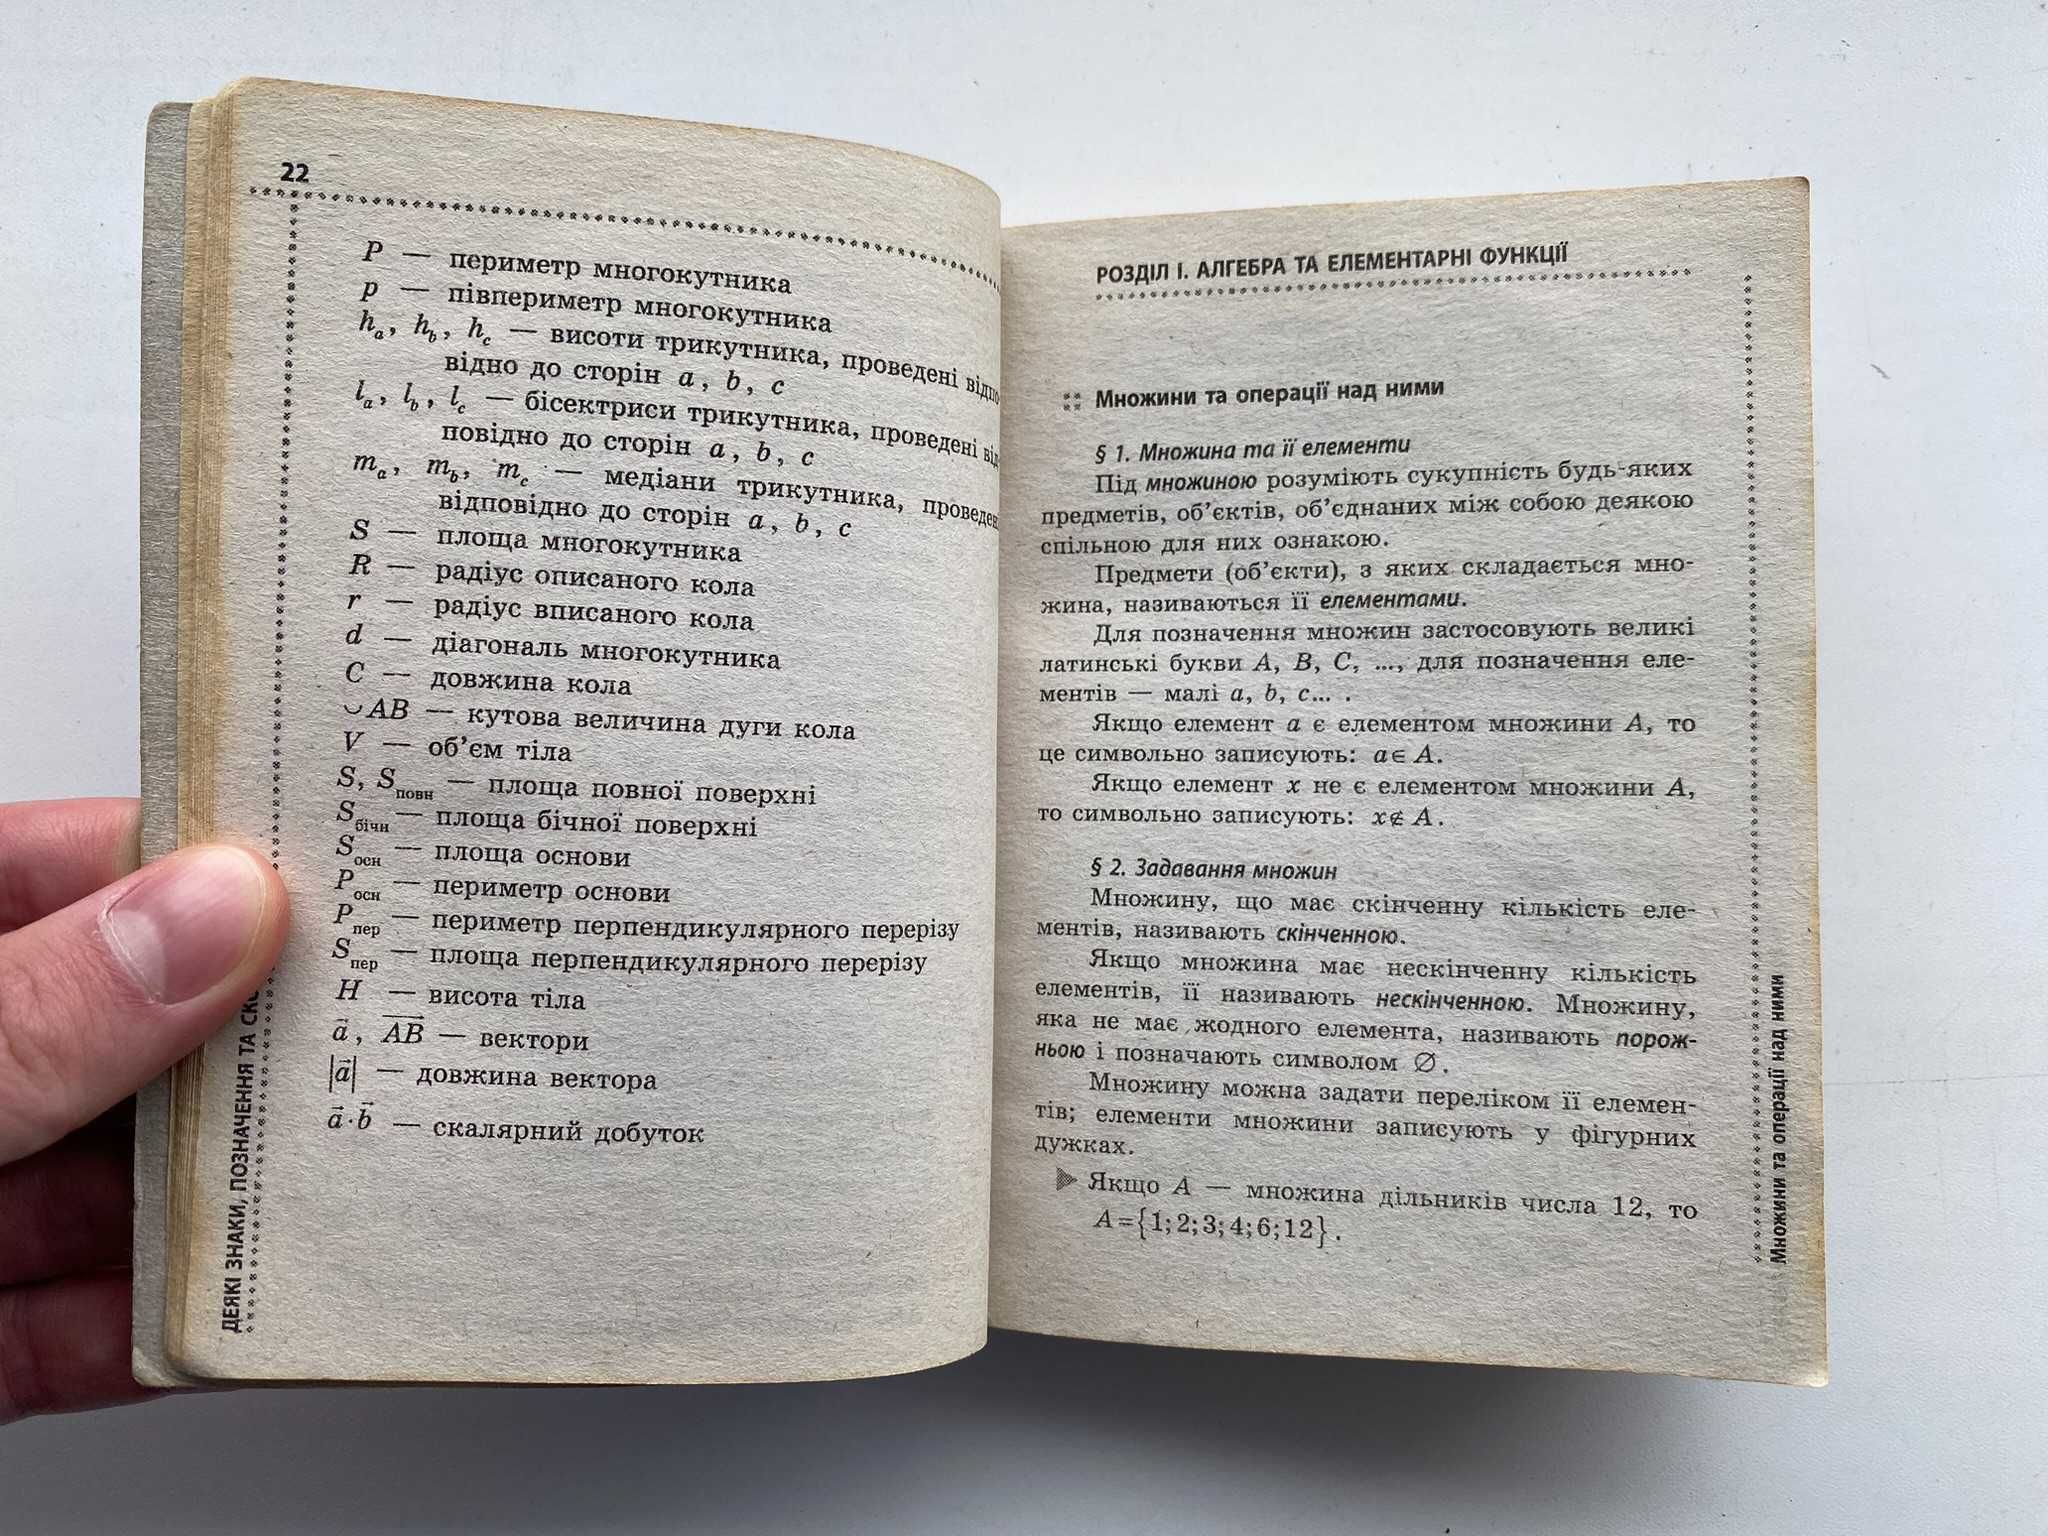 22
P — периметр многокутника
p — півпериметр многокутника
hₐ, h_b, h_c — висоти трикутника, проведені відпо-
відно до сторін a, b, c
lₐ, l_b, l_c — бісектриси трикутника, проведені від-
повідно до сторін a, b, c
mₐ, m_b, m_c — медіани трикутника, проведені
відповідно до сторін a, b, c
S — площа многокутника
R — радіус описаного кола
r — радіус вписаного кола
d — діагональ многокутника
C — довжина кола
◡AB — кутова величина дуги кола
V — об’єм тіла
S, S_повн — площа повної поверхні
S_бічн — площа бічної поверхні
S_осн — площа основи
P_осн — периметр основи
P_пер — периметр перпендикулярного перерізу
S_пер — площа перпендикулярного перерізу
H — висота тіла
a⃗, A⃗B⃗ — вектори
|a⃗| — довжина вектора
a⃗·b⃗ — скалярний добуток
ДЕЯКІ ЗНАКИ, ПОЗНАЧЕННЯ ТА
РОЗДІЛ І. АЛГЕБРА ТА ЕЛЕМЕНТАРНІ ФУНКЦІЇ
Множини та операції над ними
§ 1. Множина та її елементи
Під множиною розуміють сукупність будь-яких
предметів, об’єктів, об’єднаних між собою деякою
спільною для них ознакою.
Предмети (об’єкти), з яких складається мно-
жина, називаються її елементами.
Для позначення множин застосовують великі
латинські букви A, B, C, ..., для позначення еле-
ментів — малі a, b, c... .
Якщо елемент a є елементом множини A, то
це символьно записують: a∈A.
Якщо елемент x не є елементом множини A,
то символьно записують: x∉A.
§ 2. Задавання множин
Множину, що має скінченну кількість еле-
ментів, називають скінченною.
Якщо множина має нескінченну кількість
елементів, її називають нескінченною. Множину,
яка не має жодного елемента, називають порож-
ньою і позначають символом ∅.
Множину можна задати переліком її елемен-
тів; елементи множини записують у фігурних
дужках.
Якщо A — множина дільників числа 12, то
A={1;2;3;4;6;12}.
Множини та операції над ними